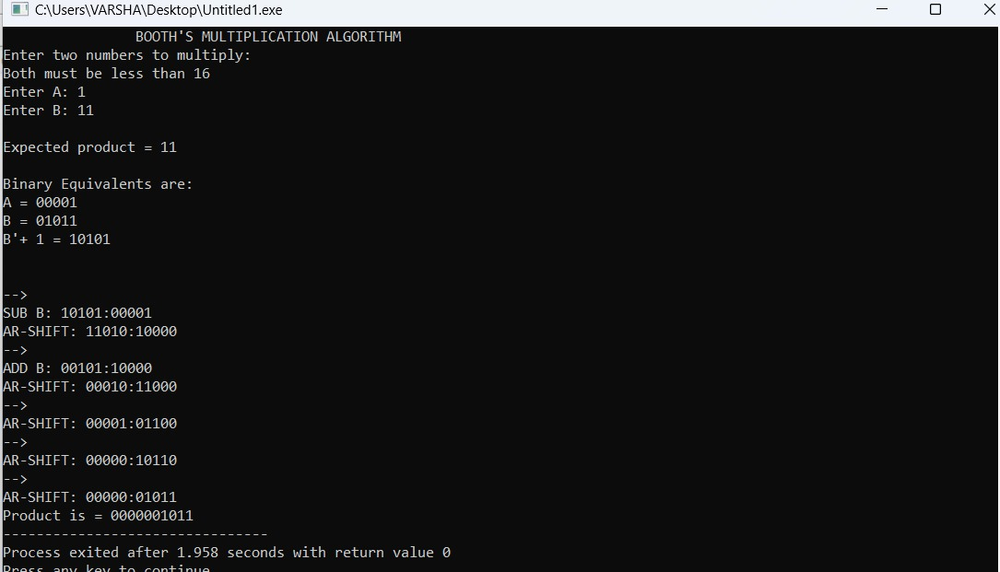 C:\Users\VARSHA\Desktop\Untitled1.exe
BOOTH'S MULTIPLICATION ALGORITHM
Enter two numbers to multiply:
Both must be less than 16
Enter A: 1
Enter B: 11
Expected product = 11
Binary Equivalents are:
A = 00001
B = 01011
B'+ 1 = 10101
-->
SUB B: 10101:00001
AR-SHIFT: 11010:10000
-->
ADD B: 00101:10000
AR-SHIFT: 00010:11000
-->
AR-SHIFT: 00001:01100
-->
AR-SHIFT: 00000:10110
-->
AR-SHIFT: 00000:01011
Product is = 0000001011
--------------------------------
Process exited after 1.958 seconds with return value 0
Press any key to continue